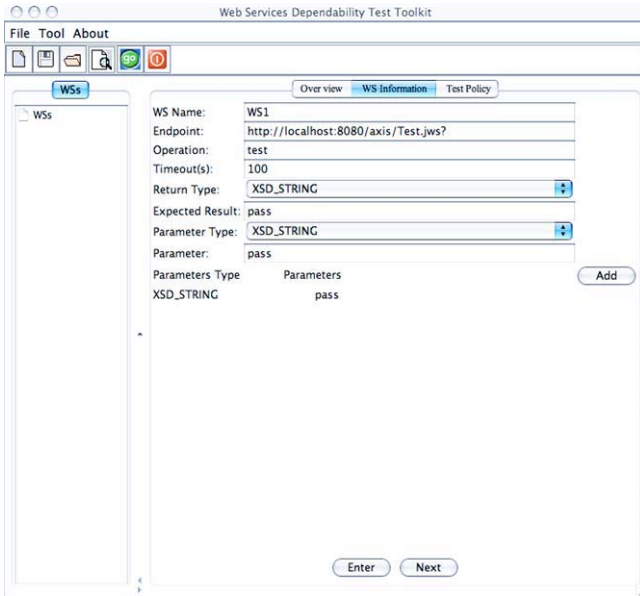 Web Services Dependability Test Toolkit
File Tool About
go
WSs
Over view WS Information Test Policy
WSs
WS Name: WS1
Endpoint: http://localhost:8080/axis/Test.jws?
Operation: test
Timeout(s): 100
Return Type: XSD_STRING
Expected Result: pass
Parameter Type: XSD_STRING
Parameter: pass
Parameters Type Parameters Add
XSD_STRING pass
Enter Next